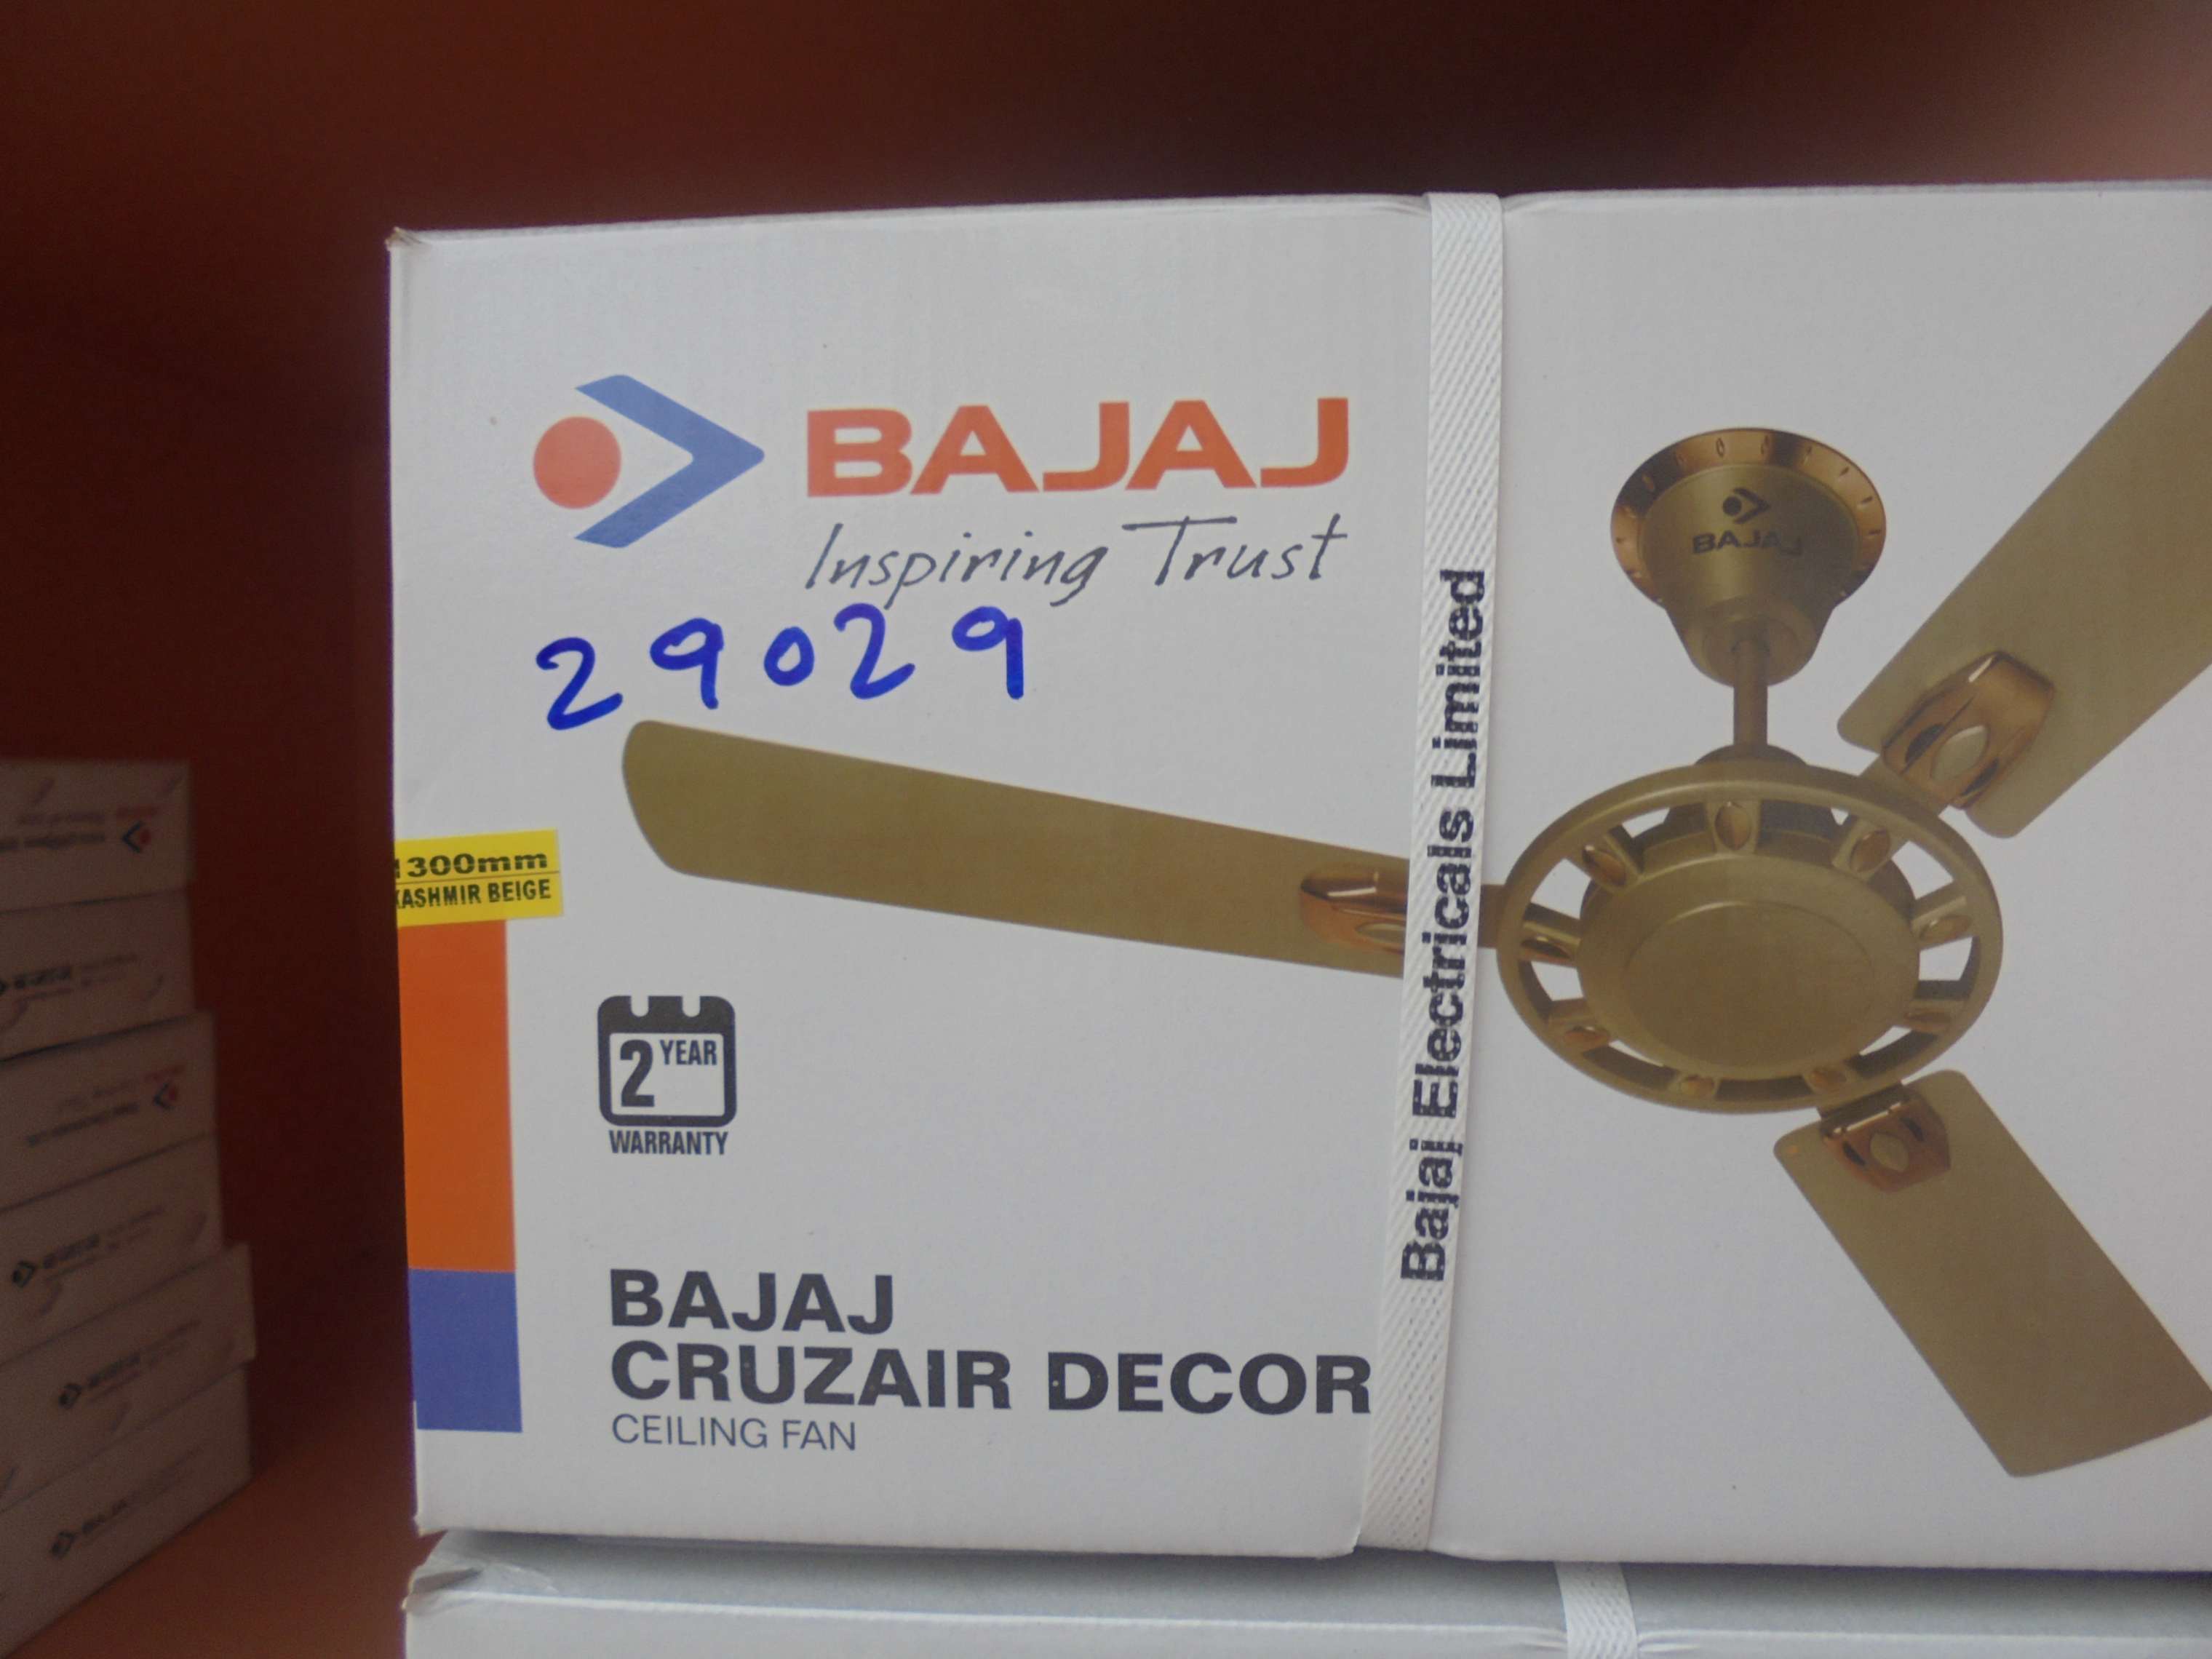 BAJAJ
Inspiring Trust
29029
BAJAJ
1300mm
KASHMIR BEIGE
2 YEAR
WARRANTY
Bajaj Electricals Limited
BAJAJ
CRUZAIR DECOR
CEILING FAN